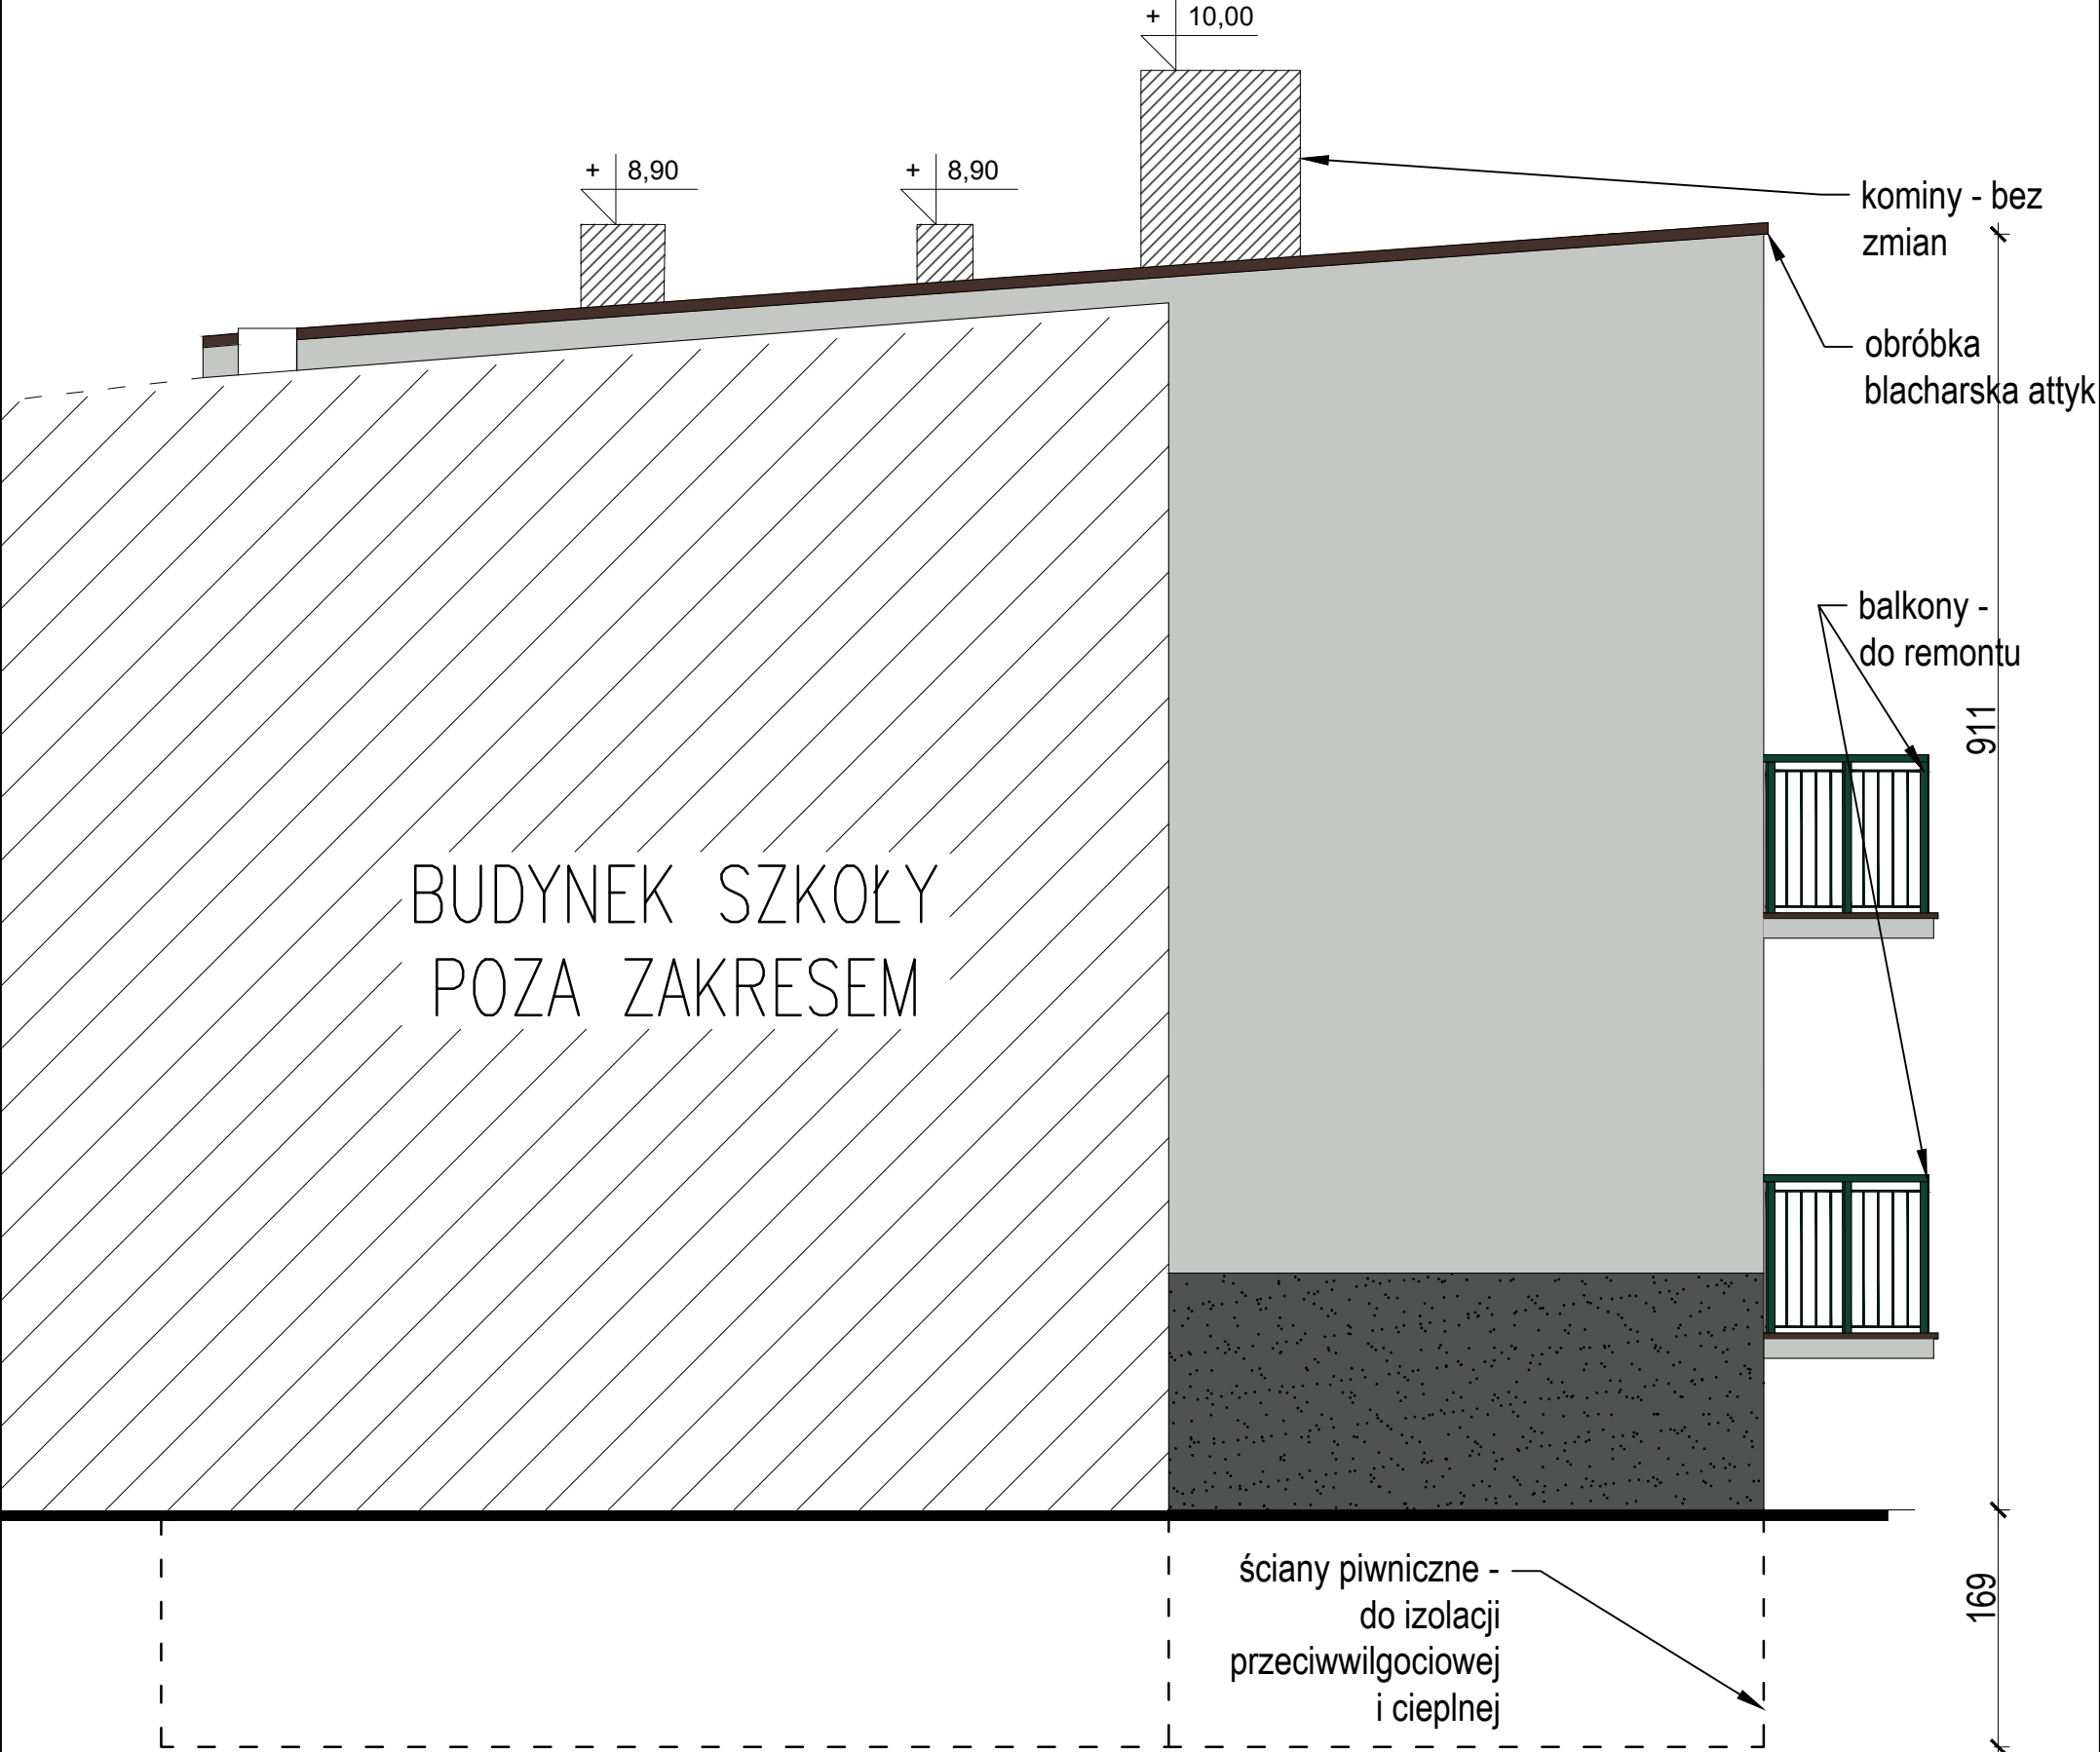 + 10,00
+ 8,90
+ 8,90
kominy - bez
zmian
obróbka
blacharska attyk
balkony -
do remontu
911
BUDYNEK SZKOŁY
POZA ZAKRESEM
ściany piwniczne -
do izolacji
przeciwwilgociowej
i cieplnej
169